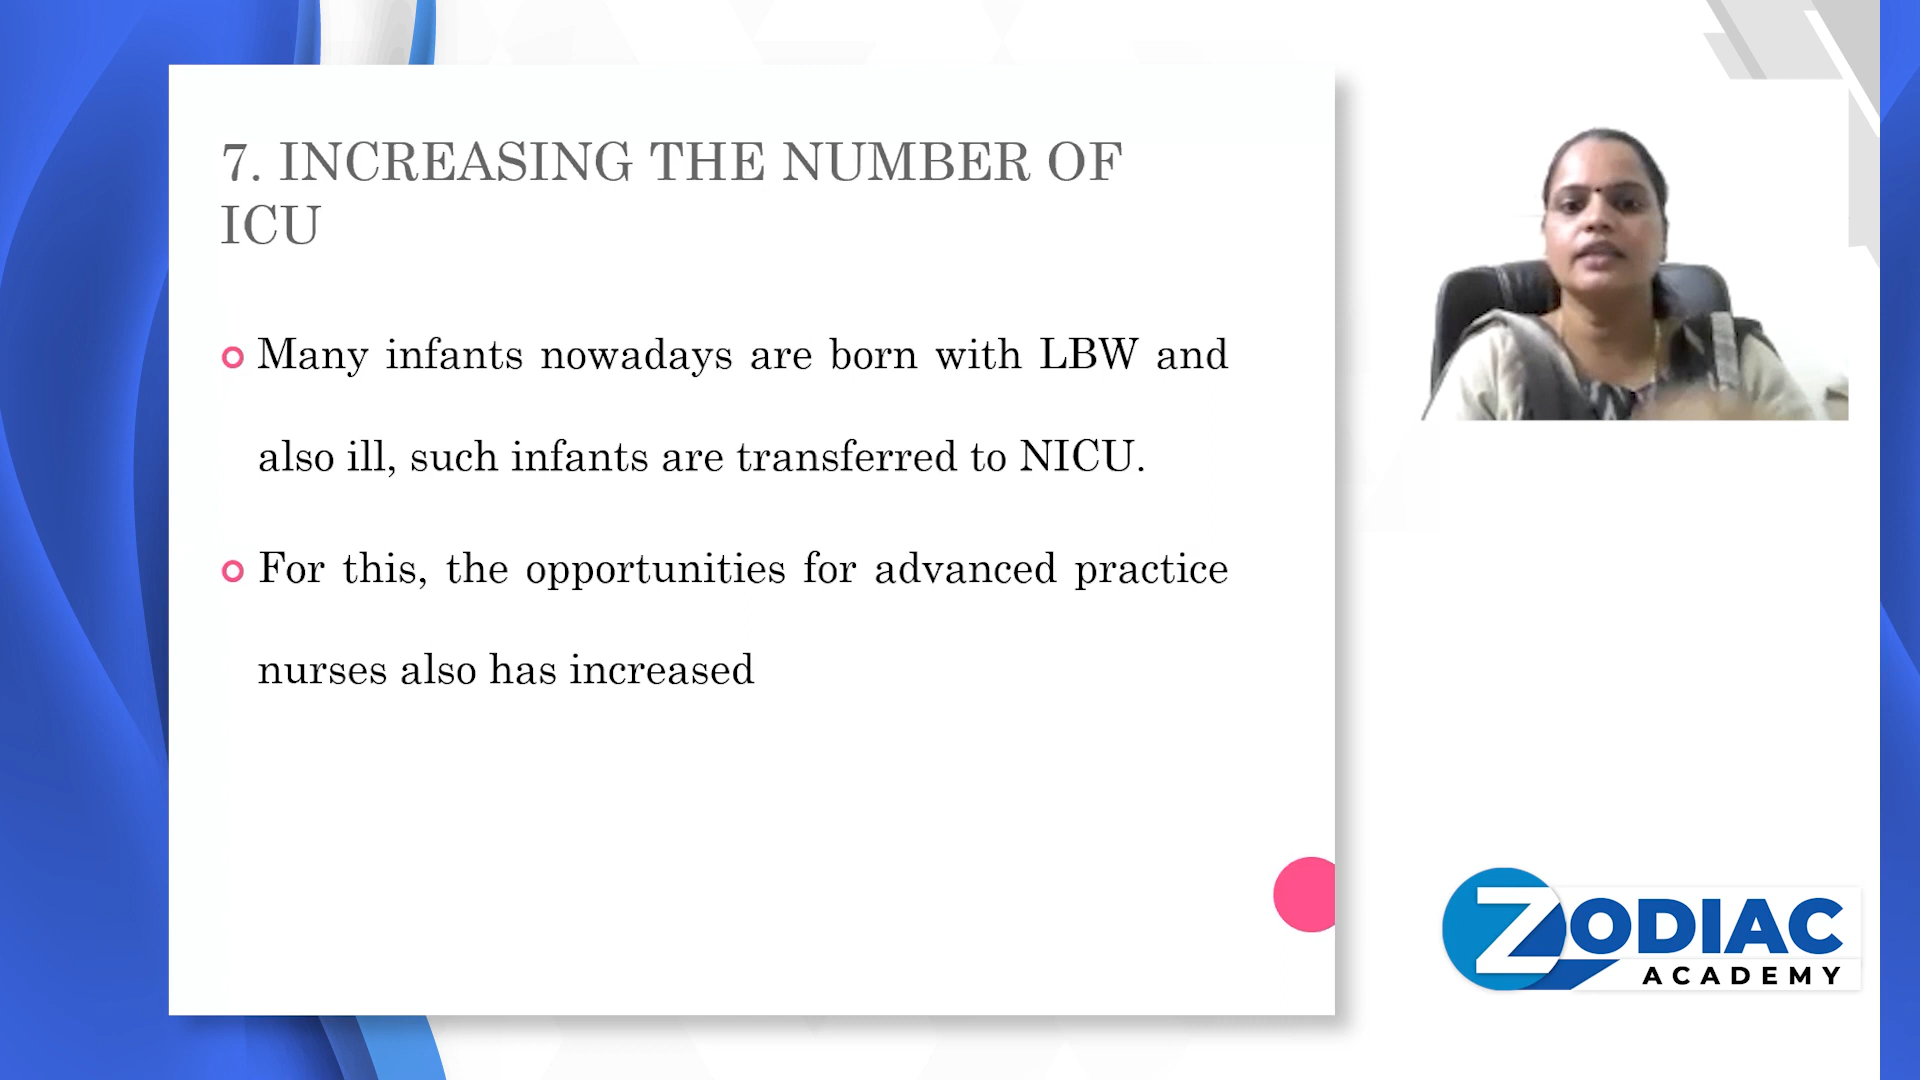 7. INCREASING THE NUMBER OF
ICU
Many infants nowadays are born with LBW and
also ill, such infants are transferred to NICU.
For this, the opportunities for advanced practice
nurses also has increased
ZODIAC
ACADEMY